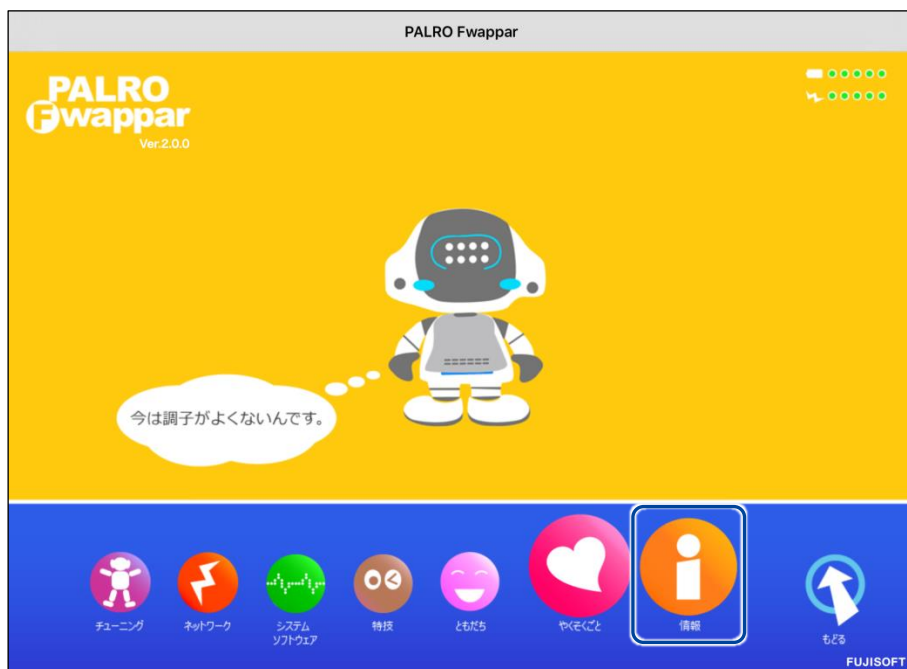 PALRO Fwappar
PALRO
Fwappar
Ver.2.0.0
今は調子がよくないんです。
チューニング
ネットワーク
システム
ソフトウェア
特技
ともだち
やくそくごと
情報
もどる
FUJISOFT